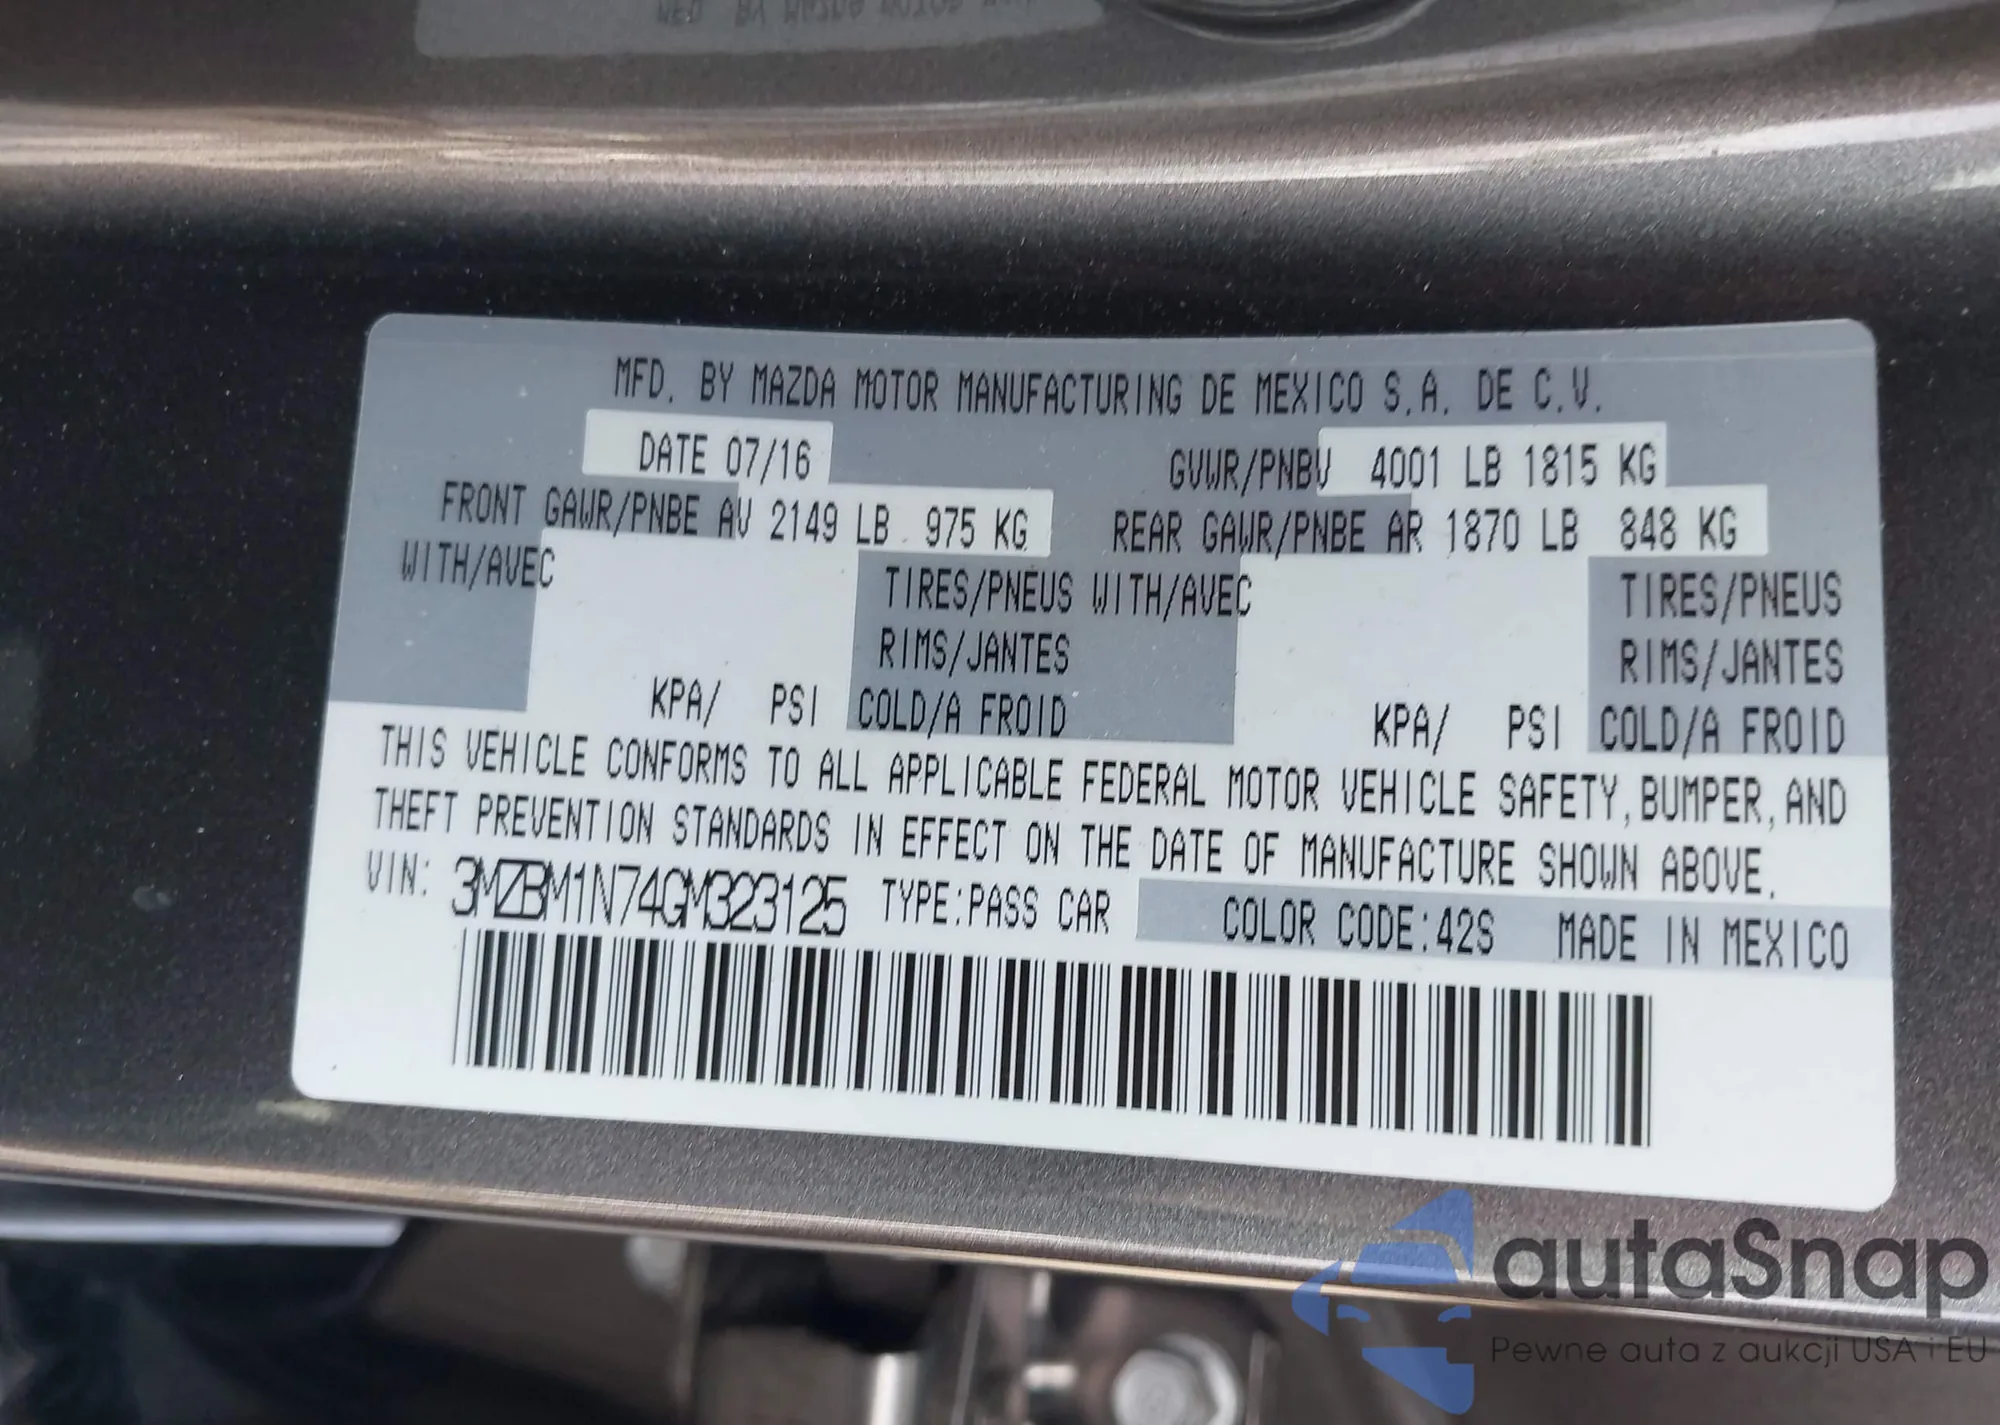 MFD. BY MAZDA MOTOR MANUFACTURING DE MEXICO S.A. DE C.V.
DATE 07/16 GVWR/PNBV 4001 LB 1815 KG
FRONT GAWR/PNBE AV 2149 LB 975 KG REAR GAWR/PNBE AR 1870 LB 848 KG
WITH/AVEC TIRES/PNEUS WITH/AVEC TIRES/PNEUS
RIMS/JANTES RIMS/JANTES
KPA/ PSI COLD/A FROID KPA/ PSI COLD/A FROID
THIS VEHICLE CONFORMS TO ALL APPLICABLE FEDERAL MOTOR VEHICLE SAFETY, BUMPER, AND
THEFT PREVENTION STANDARDS IN EFFECT ON THE DATE OF MANUFACTURE SHOWN ABOVE.
VIN: 3MZBM1N74GM323125 TYPE:PASS CAR COLOR CODE:42S MADE IN MEXICO
autaSnap
Pewne auta z aukcji USA i EU